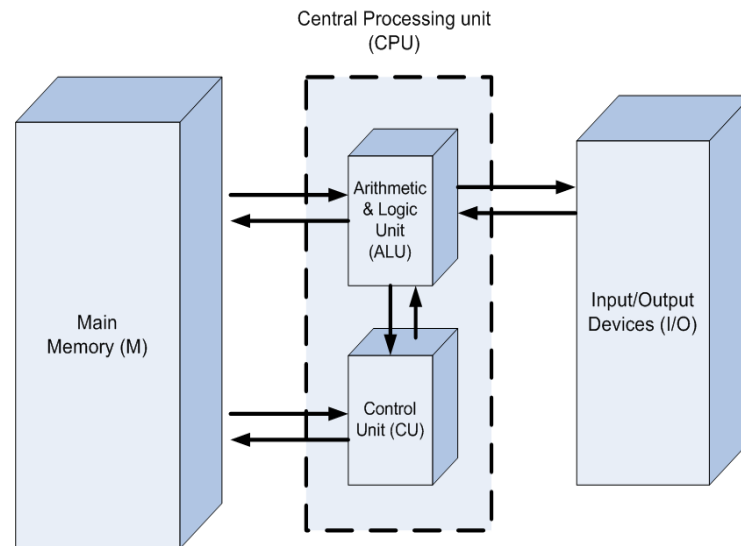 Central Processing unit
(CPU)
Arithmetic
& Logic
Unit
(ALU)
Main
Memory (M)
Input/Output
Devices (I/O)
Control
Unit (CU)